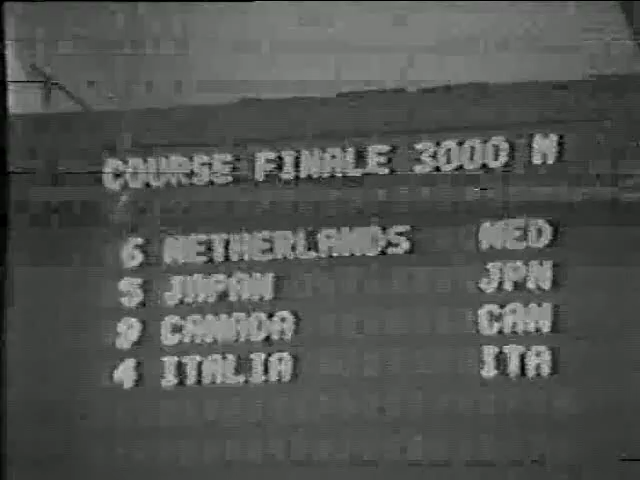 COURSE FINALE 3000 M
6 NETHERLANDS NED
5 JAPAN JPN
9 CANADA CAN
4 ITALIA ITA